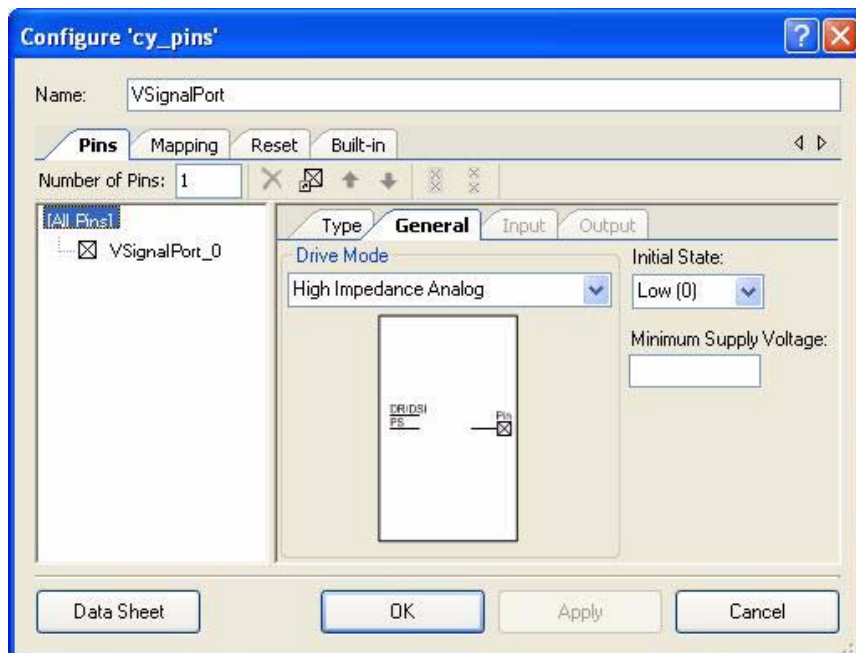 Configure 'cy_pins'
Name: VSignalPort
Pins Mapping Reset Built-in
Number of Pins: 1
[All Pins]
VSignalPort_0
Type General Input Output
Drive Mode
High Impedance Analog
Initial State:
Low (0)
Minimum Supply Voltage:
DR/DSI
PS
Pin
Data Sheet OK Apply Cancel